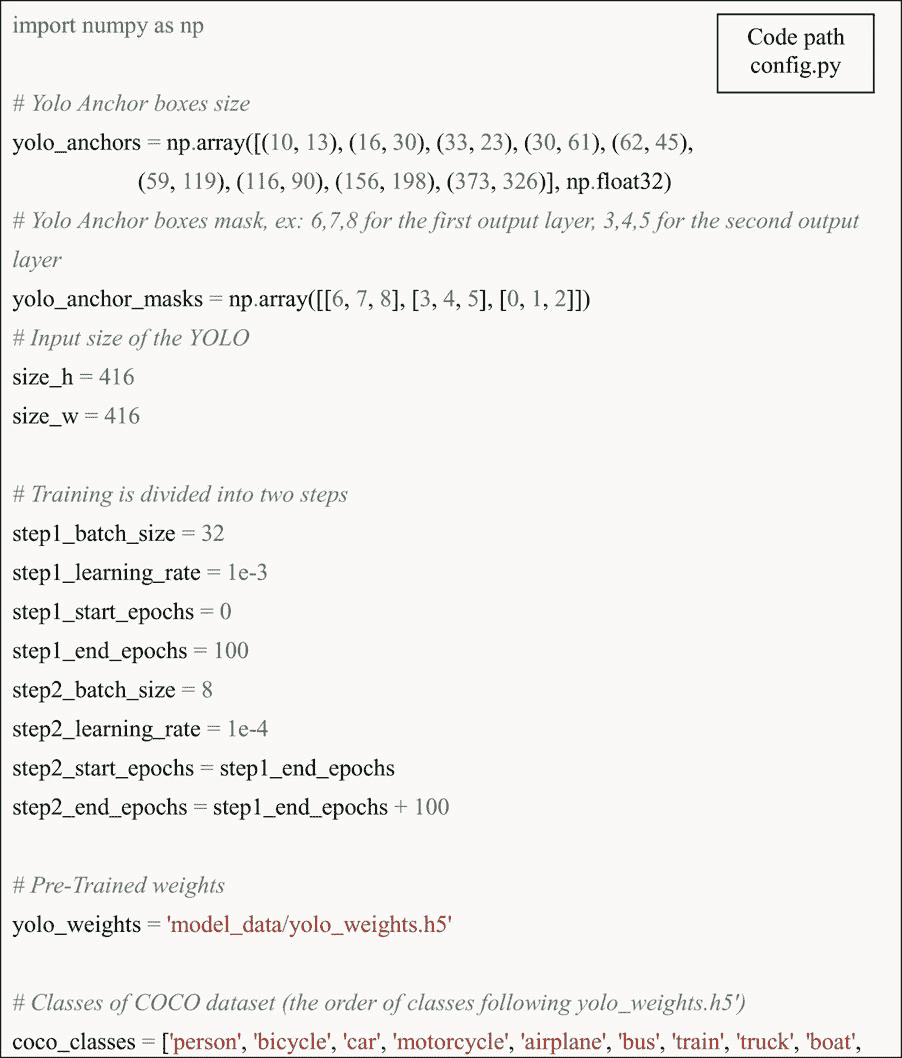 import numpy as np
Code path
config.py
# Yolo Anchor boxes size
yolo_anchors = np.array([(10, 13), (16, 30), (33, 23), (30, 61), (62, 45),
(59, 119), (116, 90), (156, 198), (373, 326)], np.float32)
# Yolo Anchor boxes mask, ex: 6,7,8 for the first output layer, 3,4,5 for the second output
layer
yolo_anchor_masks = np.array([[6, 7, 8], [3, 4, 5], [0, 1, 2]])
# Input size of the YOLO
size_h = 416
size_w = 416
# Training is divided into two steps
step1_batch_size = 32
step1_learning_rate = 1e-3
step1_start_epochs = 0
step1_end_epochs = 100
step2_batch_size = 8
step2_learning_rate = 1e-4
step2_start_epochs = step1_end_epochs
step2_end_epochs = step1_end_epochs + 100
# Pre-Trained weights
yolo_weights = 'model_data/yolo_weights.h5'
# Classes of COCO dataset (the order of classes following yolo_weights.h5')
coco_classes = ['person', 'bicycle', 'car', 'motorcycle', 'airplane', 'bus', 'train', 'truck', 'boat',